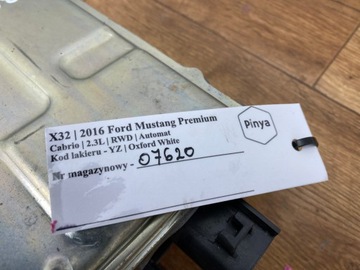 X32 | 2016 Ford Mustang Premium
Cabrio | 2.3L | RWD | Automat
Kod lakieru - YZ | Oxford White
Nr magazynowy - 07620
Pinya